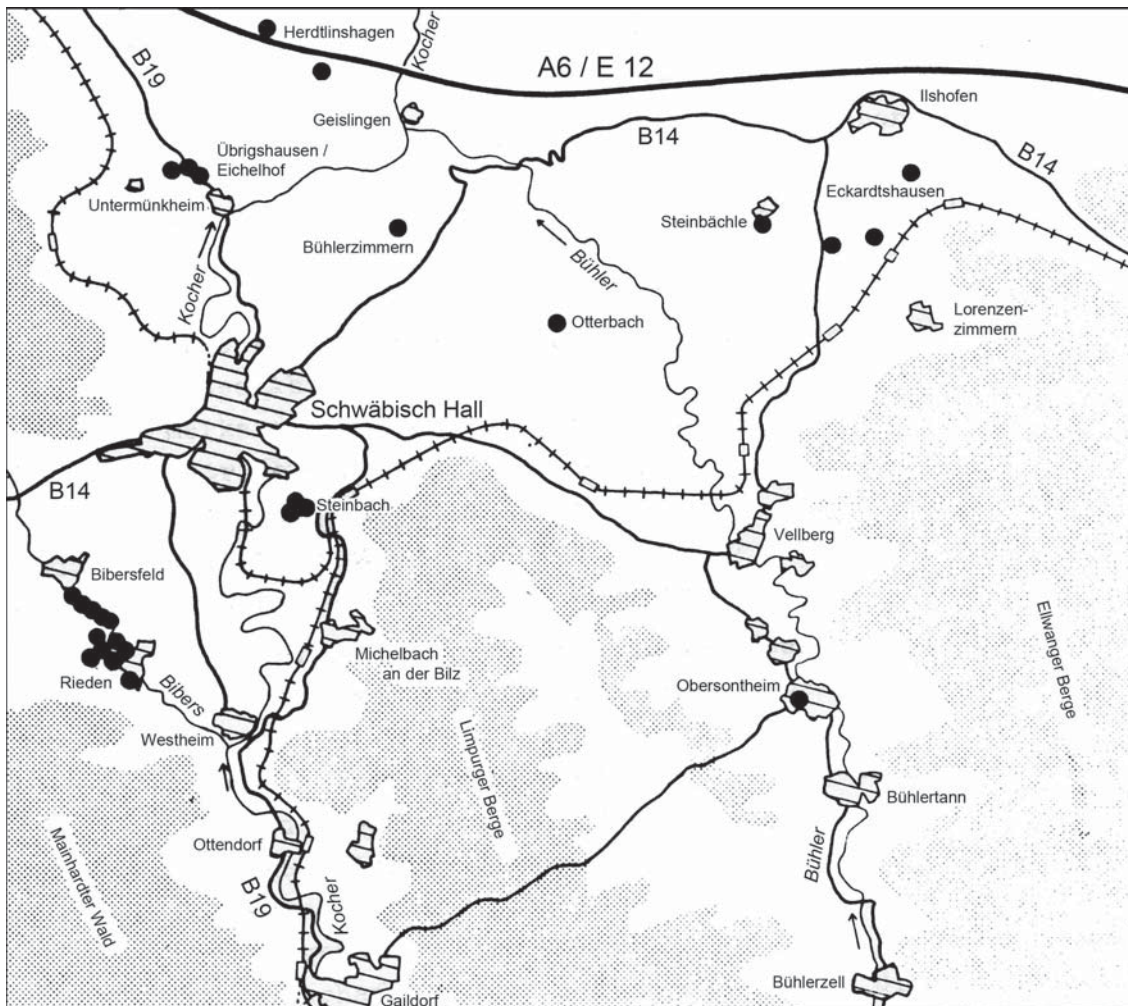 Herdtlinshagen
Kocher
B19
A6 / E 12
Ilshofen
Geislingen
B14
B14
Übrigshausen /
Eichelhof
Eckardtshausen
Untermünkheim
Steinbächle
Bühlerzimmern
Kocher
Bühler
Otterbach
Lorenzen-
zimmern
Schwäbisch Hall
B14
Steinbach
Vellberg
Bibersfeld
Ellwanger Berge
Michelbach
an der Bilz
Rieden
Bibers
Obersontheim
Westheim
Limpurger Berge
Bühlertann
Mainhardter Wald
Ottendorf
Bühler
B19
Kocher
Bühlerzell
Gaildorf